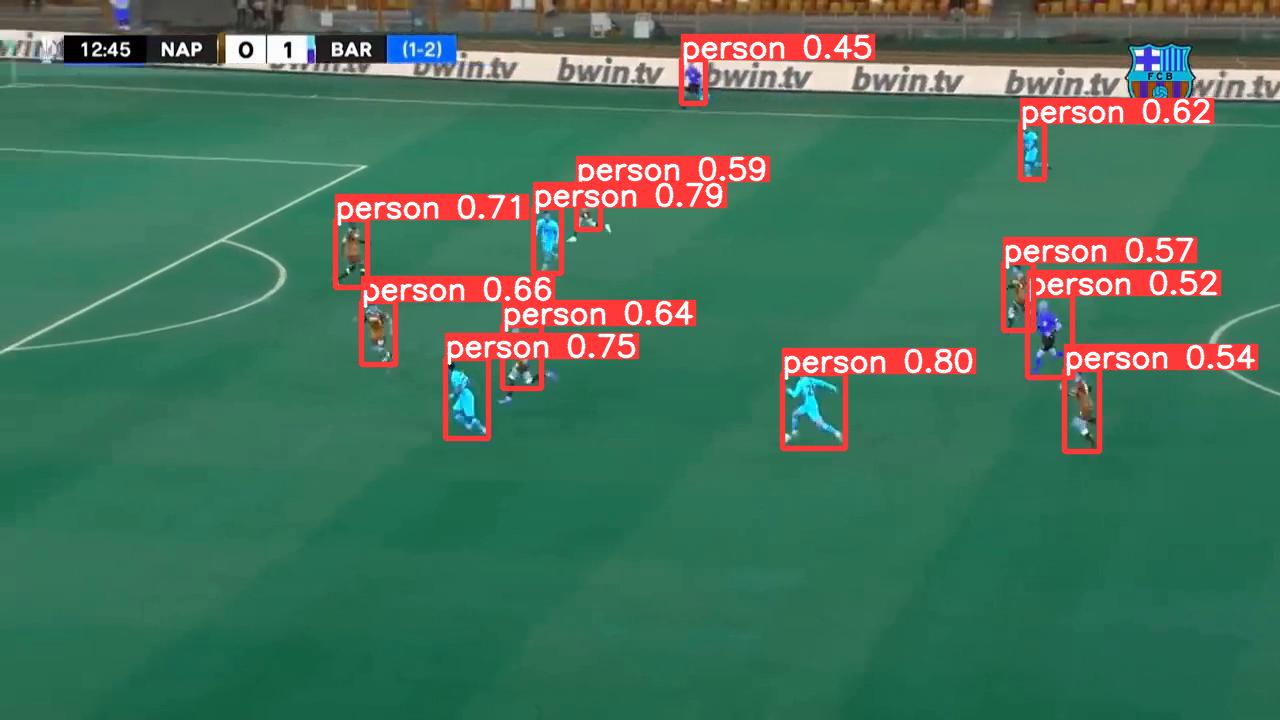 12:45 NAP 0 1 BAR (1-2)
bwin.tv bwin.tv bwin.tv bwin.tv bwin.tv win.tv
FCB
person 0.45
person 0.62
person 0.59
person 0.79
person 0.71
person 0.57
person 0.52
person 0.66
person 0.64
person 0.75
person 0.80
person 0.54